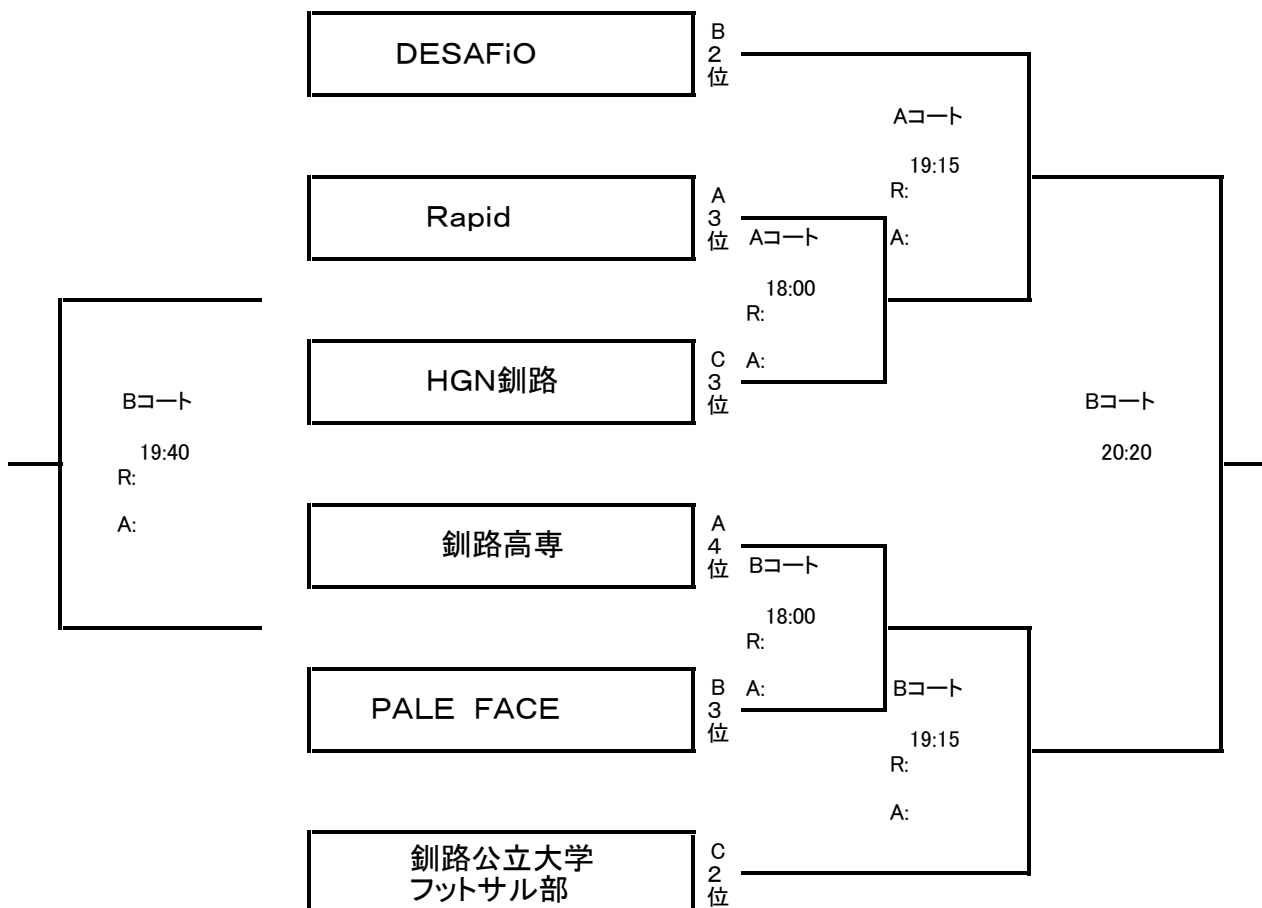 DESAFiO
B
2
位
Aコート
19:15
R:
A:
Rapid
A
3
位
Aコート
18:00
R:
A:
HGN釧路
C
3
位
Bコート
19:40
R:
A:
Bコート
20:20
釧路高専
A
4
位
Bコート
18:00
R:
A:
PALE FACE
B
3
位
Bコート
19:15
R:
A:
釧路公立大学
フットサル部
C
2
位